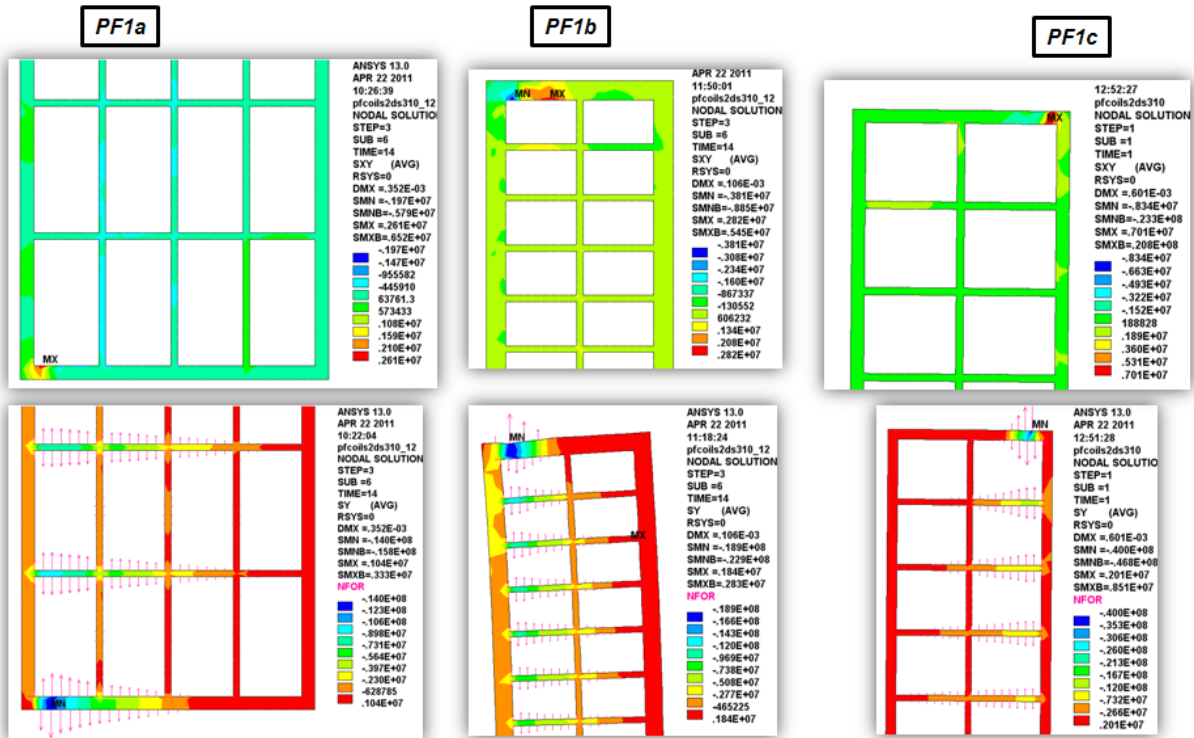 PF1a
PF1b
PF1c
ANSYS 13.0
APR 22 2011
10:26:39
pfcoils2ds310_12
NODAL SOLUTION
STEP=3
SUB =6
TIME=14
SXY (AVG)
RSYS=0
DMX =.352E-03
SMN =-.197E+07
SMNB=-.579E+07
SMX =.261E+07
SMXB=.652E+07
-.197E+07
-.147E+07
-955582
-445910
63761.3
573433
.108E+07
.159E+07
.210E+07
.261E+07
MX
MN
MX
APR 22 2011
11:50:01
pfcoils2ds310_12
NODAL SOLUTION
STEP=3
SUB =6
TIME=14
SXY (AVG)
RSYS=0
DMX =.106E-03
SMN =-.381E+07
SMNB=-.885E+07
SMX =.282E+07
SMXB=.545E+07
-.381E+07
-.308E+07
-.234E+07
-.160E+07
-867337
-130552
606232
.134E+07
.208E+07
.282E+07
MX
12:52:27
pfcoils2ds310
NODAL SOLUTION
STEP=1
SUB =1
TIME=1
SXY (AVG)
RSYS=0
DMX =.601E-03
SMN =-.834E+07
SMNB=-.233E+08
SMX =.701E+07
SMXB=.208E+08
-.834E+07
-.663E+07
-.493E+07
-.322E+07
-.152E+07
188828
.189E+07
.360E+07
.531E+07
.701E+07
ANSYS 13.0
APR 22 2011
10:22:04
pfcoils2ds310_12
NODAL SOLUTION
STEP=3
SUB =6
TIME=14
SY (AVG)
RSYS=0
DMX =.352E-03
SMN =-.140E+08
SMNB=-.158E+08
SMX =.104E+07
SMXB=.333E+07
NFOR
-.140E+08
-.123E+08
-.106E+08
-.898E+07
-.731E+07
-.564E+07
-.397E+07
-.230E+07
-628785
.104E+07
MN
MN
MX
ANSYS 13.0
APR 22 2011
11:18:24
pfcoils2ds310_12
NODAL SOLUTION
STEP=3
SUB =6
TIME=14
SY (AVG)
RSYS=0
DMX =.106E-03
SMN =-.189E+08
SMNB=-.229E+08
SMX =.184E+07
SMXB=.283E+07
NFOR
-.189E+08
-.166E+08
-.143E+08
-.120E+08
-.969E+07
-.738E+07
-.508E+07
-.277E+07
-465225
.184E+07
MN
ANSYS 13.0
APR 22 2011
12:51:28
pfcoils2ds310
NODAL SOLUTIO
STEP=1
SUB =1
TIME=1
SY (AVG)
RSYS=0
DMX =.601E-03
SMN =-.400E+08
SMNB=-.468E+08
SMX =.201E+07
SMXB=.851E+07
NFOR
-.400E+08
-.353E+08
-.306E+08
-.260E+08
-.213E+08
-.167E+08
-.120E+08
-.732E+07
-.266E+07
.201E+07